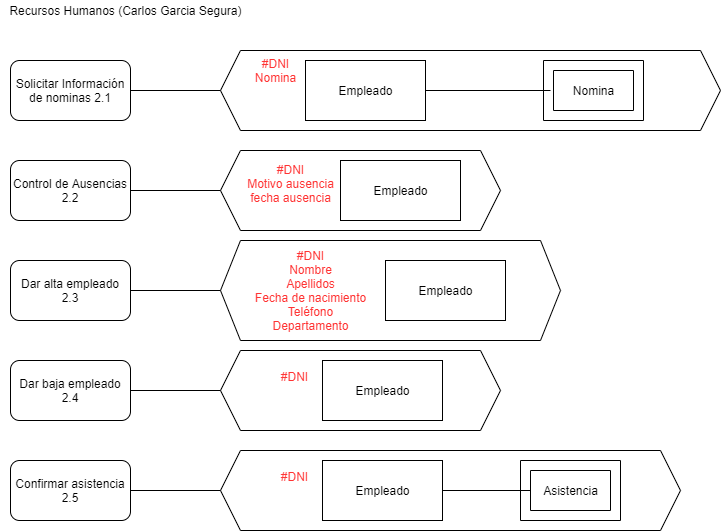 Recursos Humanos (Carlos Garcia Segura)
Solicitar Información
de nominas 2.1
#DNI
Nomina
Empleado
Nomina
Control de Ausencias
2.2
#DNI
Motivo ausencia
fecha ausencia
Empleado
Dar alta empleado
2.3
#DNI
Nombre
Apellidos
Fecha de nacimiento
Teléfono
Departamento
Empleado
Dar baja empleado
2.4
#DNI
Empleado
Confirmar asistencia
2.5
#DNI
Empleado
Asistencia